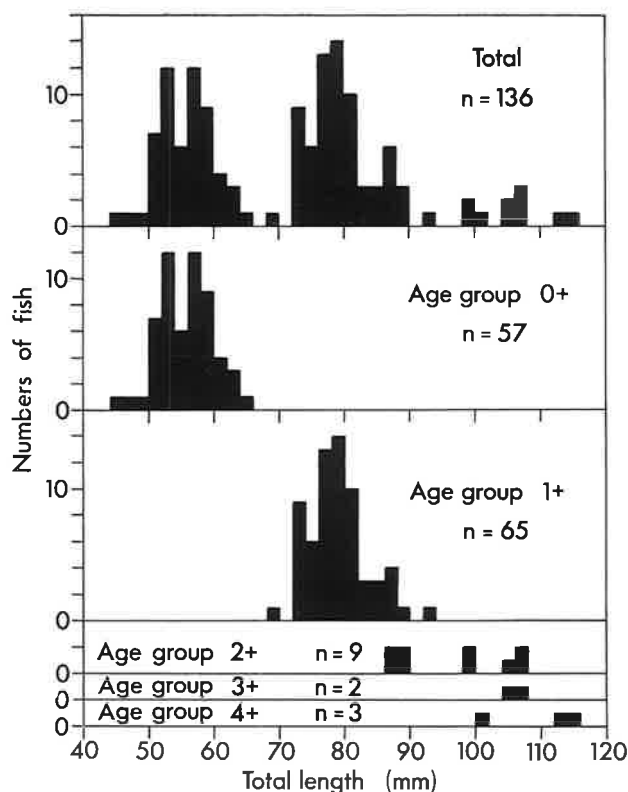 Total
n = 136
10
0
Age group 0+
n = 57
10
0
Numbers of fish
Age group 1+
n = 65
10
0
Age group 2+ n = 9
0
Age group 3+ n = 2
0
Age group 4+ n = 3
0
40 50 60 70 80 90 100 110 120
Total length (mm)